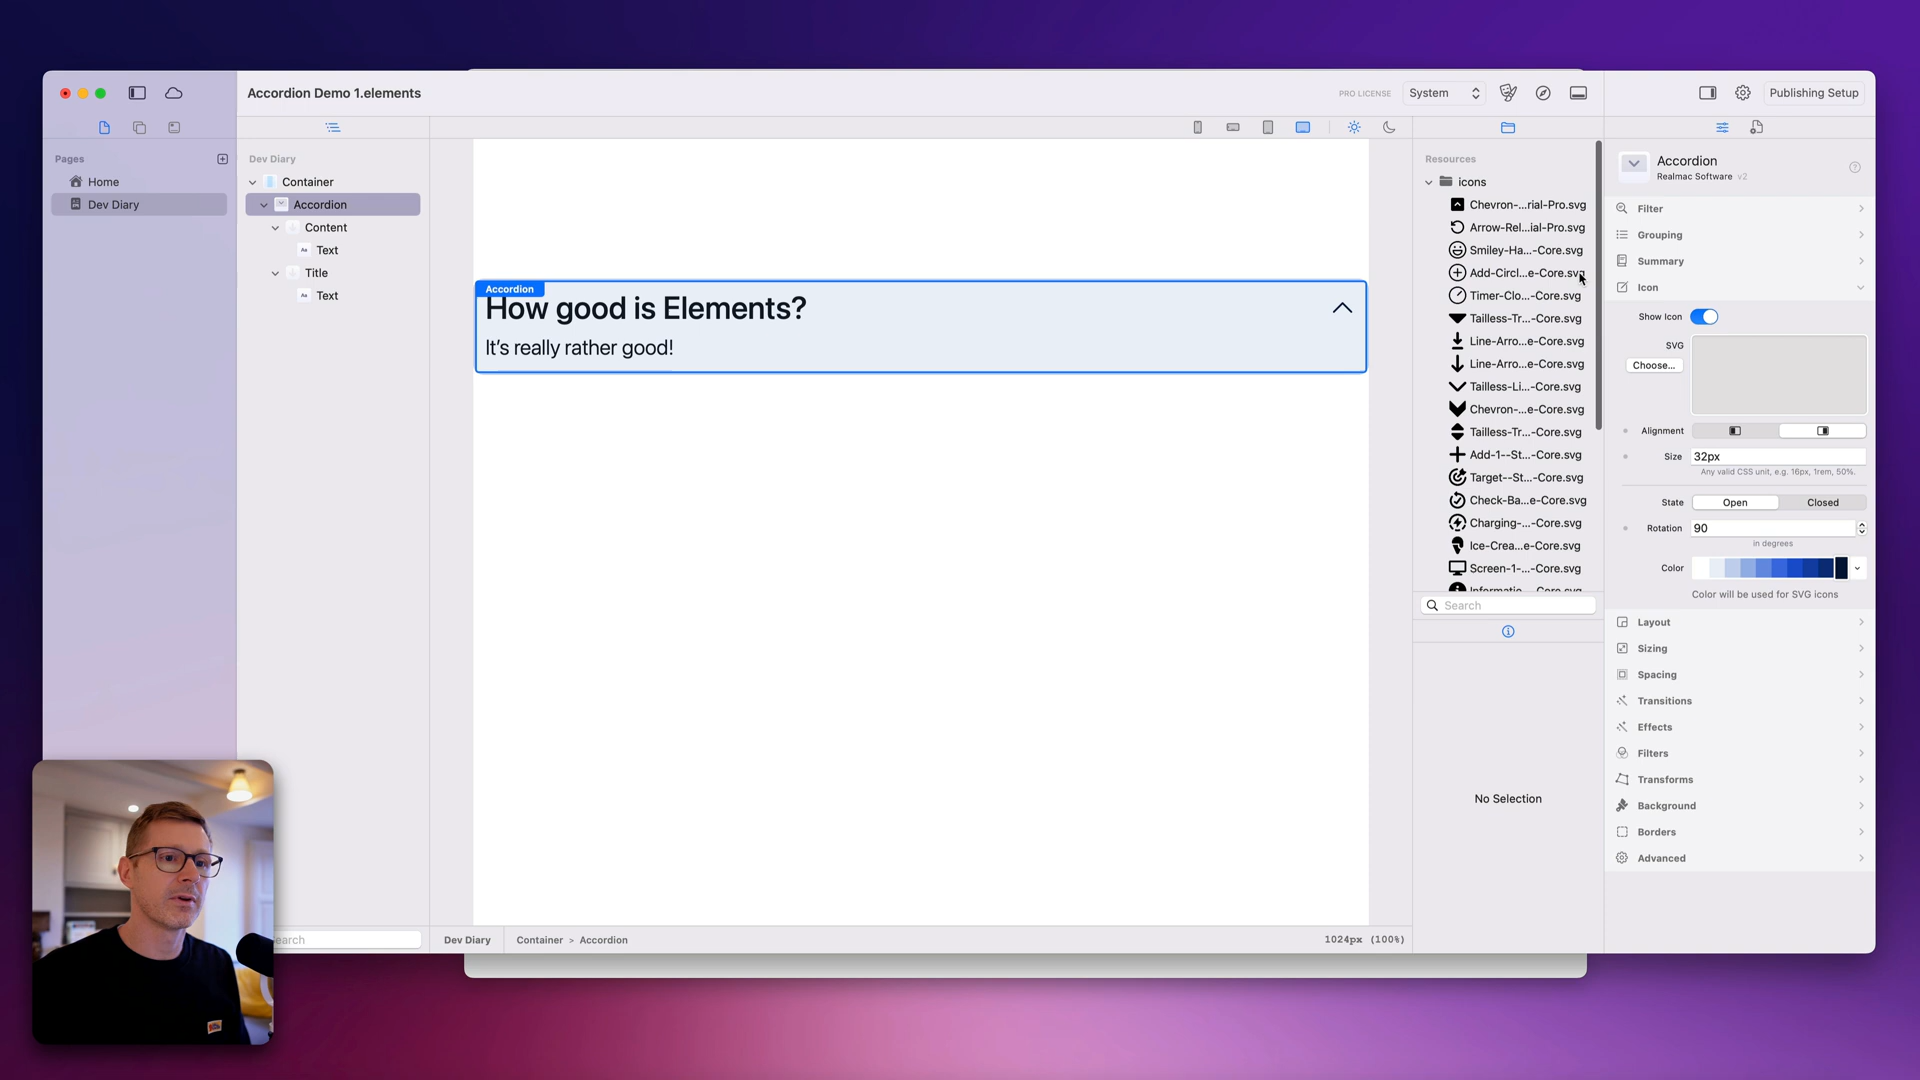 Accordion Demo 1.elements
PRO LICENSE
System
Publishing Setup
Pages
Home
Dev Diary
Dev Diary
Container
Accordion
Content
Text
Title
Text
Accordion
How good is Elements?
It's really rather good!
Resources
icons
Chevron-...rial-Pro.svg
Arrow-Rel...ial-Pro.svg
Smiley-Ha...-Core.svg
Add-Circl...e-Core.svg
Timer-Clo...-Core.svg
Tailless-Tr...-Core.svg
Line-Arro...e-Core.svg
Line-Arro...e-Core.svg
Tailless-Li...-Core.svg
Chevron-...e-Core.svg
Tailless-Tr...-Core.svg
Add-1--St...-Core.svg
Target--St...-Core.svg
Check-Ba...e-Core.svg
Charging-...-Core.svg
Ice-Crea...e-Core.svg
Screen-1-...-Core.svg
Informatio... Core.svg
Search
No Selection
Accordion
Realmac Software v2
Filter
Grouping
Summary
Icon
Show Icon
SVG
Choose...
Alignment
Size 32px
Any valid CSS unit, e.g. 16px, 1rem, 50%.
State Open Closed
Rotation 90
in degrees
Color
Color will be used for SVG icons
Layout
Sizing
Spacing
Transitions
Effects
Filters
Transforms
Background
Borders
Advanced
earch
Dev Diary
Container > Accordion
1024px (100%)